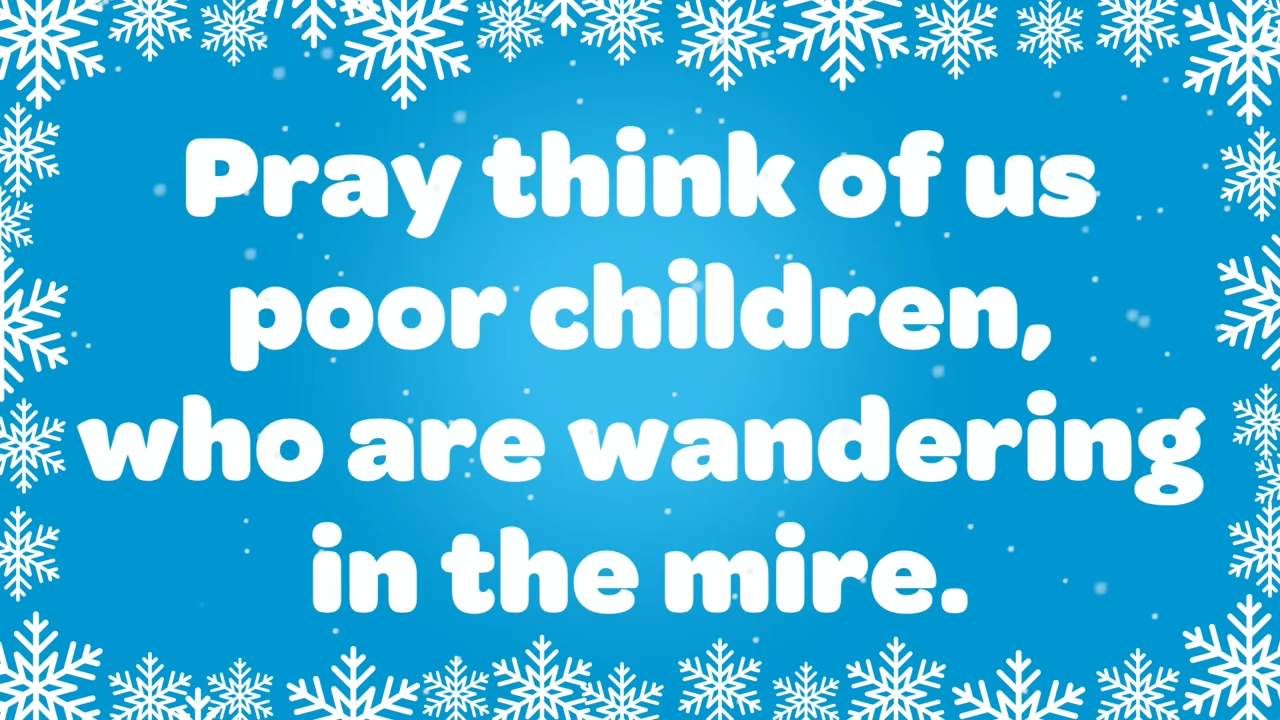 Pray think of us
poor children,
who are wandering
in the mire.